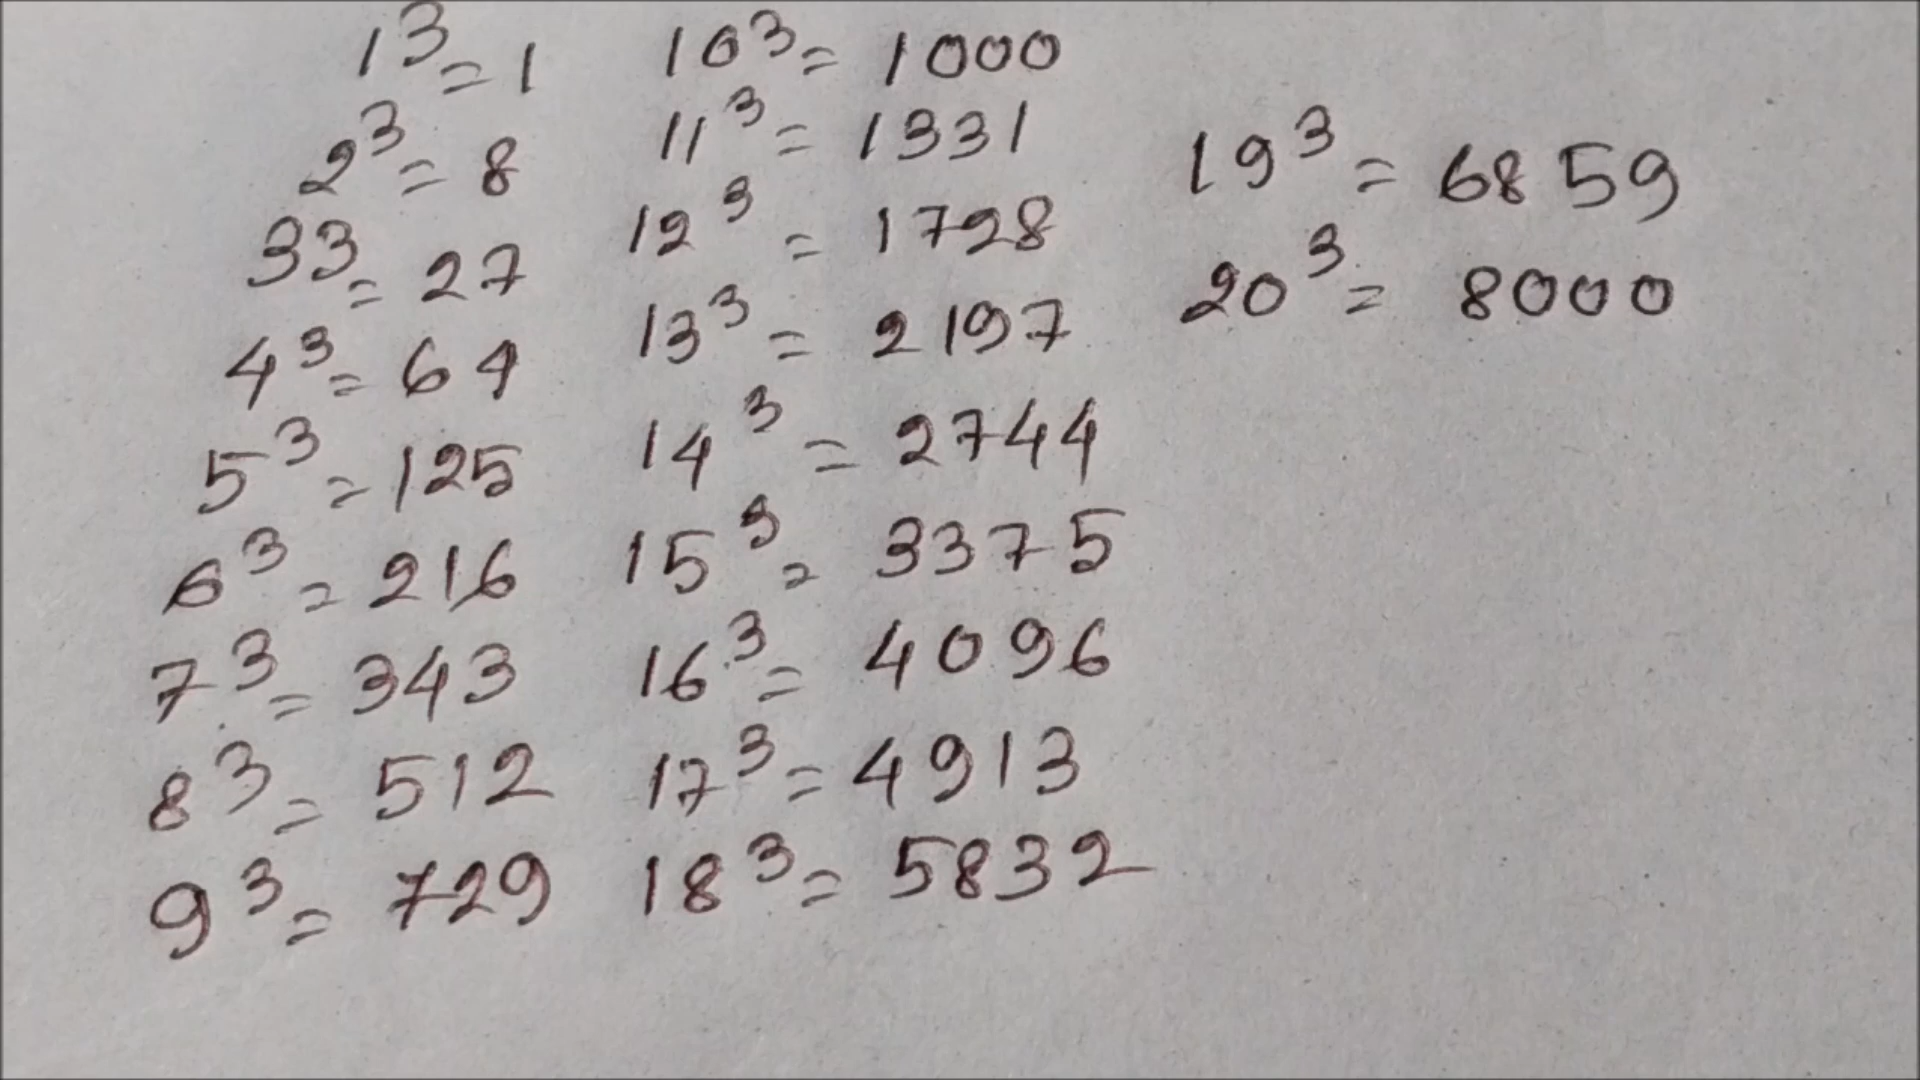 1³ = 1
2³ = 8
3³ = 27
4³ = 64
5³ = 125
6³ = 216
7³ = 343
8³ = 512
9³ = 729
10³ = 1000
11³ = 1331
12³ = 1728
13³ = 2197
14³ = 2744
15³ = 3375
16³ = 4096
17³ = 4913
18³ = 5832
19³ = 6859
20³ = 8000